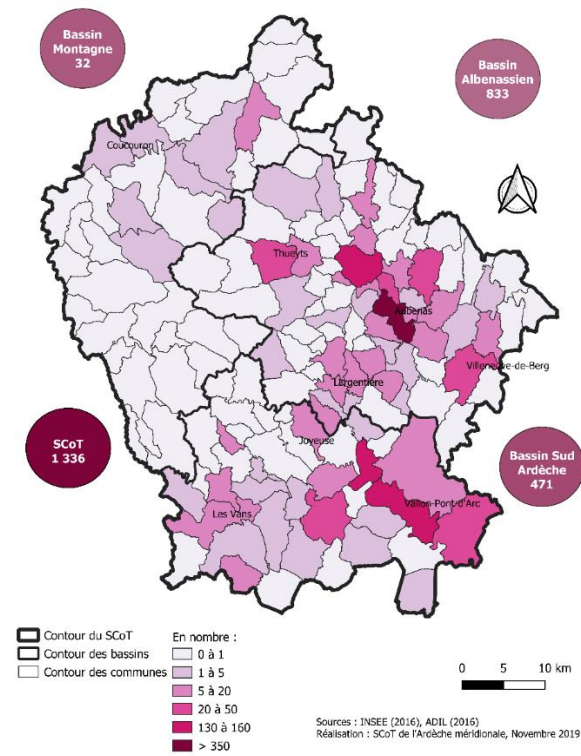 Bassin
Montagne
32
Bassin
Albenassien
833
Coucouron
Thueyts
Aubenas
Villeneuve-de-Berg
Largentière
SCoT
1 336
Joyeuse
Bassin Sud
Ardèche
471
Vallon-Pont-d'Arc
Les Vans
Contour du SCoT
Contour des bassins
Contour des communes
En nombre :
0 à 1
1 à 5
5 à 20
20 à 50
130 à 160
> 350
0 5 10 km
Sources : INSEE (2016), ADIL (2016)
Réalisation : SCoT de l'Ardèche méridionale, Novembre 2019